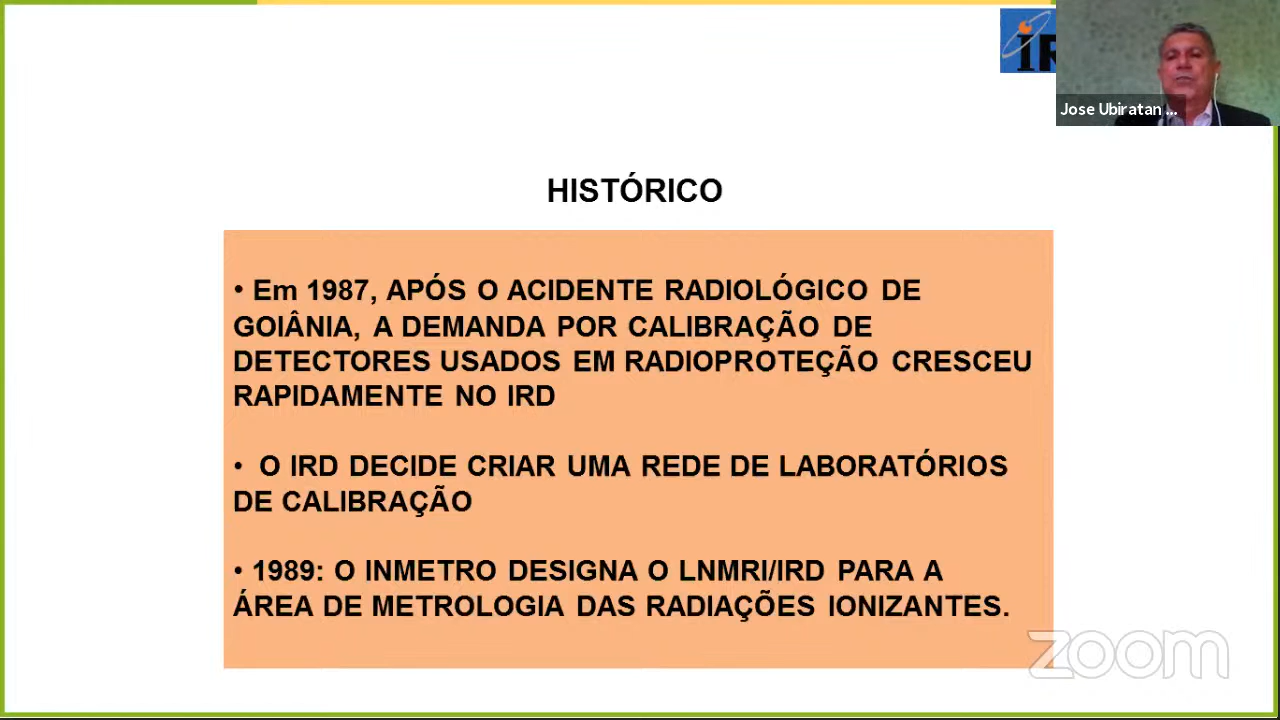 IR
Jose Ubiratan ...
HISTÓRICO
• Em 1987, APÓS O ACIDENTE RADIOLÓGICO DE
GOIÂNIA, A DEMANDA POR CALIBRAÇÃO DE
DETECTORES USADOS EM RADIOPROTEÇÃO CRESCEU
RAPIDAMENTE NO IRD
• O IRD DECIDE CRIAR UMA REDE DE LABORATÓRIOS
DE CALIBRAÇÃO
• 1989: O INMETRO DESIGNA O LNMRI/IRD PARA A
ÁREA DE METROLOGIA DAS RADIAÇÕES IONIZANTES.
zoom